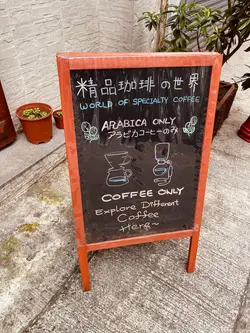 精品珈琲の世界
WORLD OF SPECIALTY COFFEE
ARABICA ONLY
アラビカコーヒーのみ
COFFEE ONLY
Explore Different
Coffee
Here~